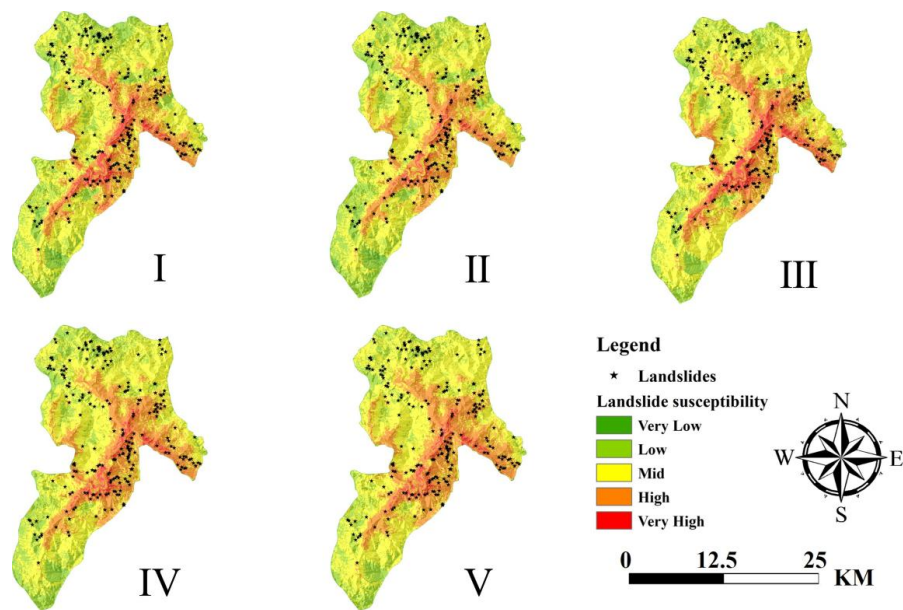 I
II
III
IV
V
Legend
Landslides
Landslide susceptibility
Very Low
Low
Mid
High
Very High
N
W E
S
0 12.5 25 KM